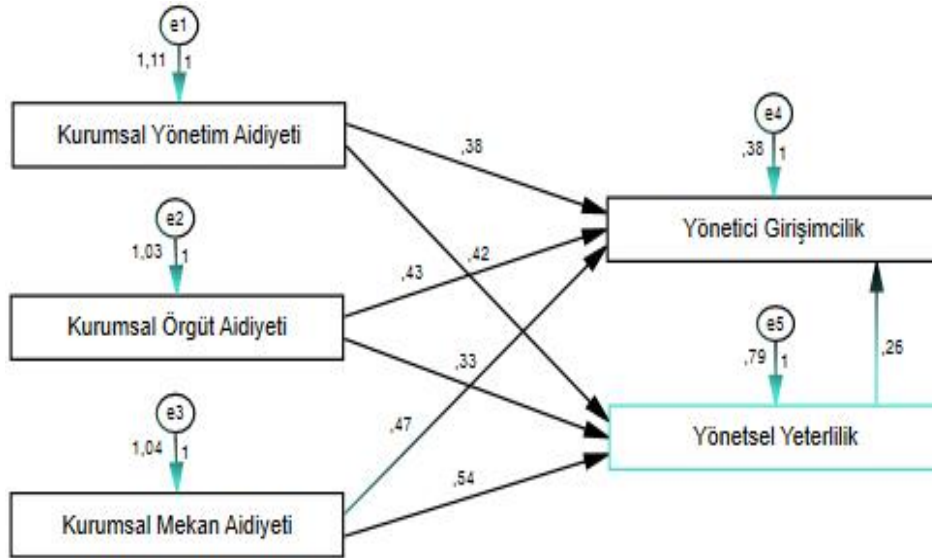 e1
1,11
1
Kurumsal Yönetim Aidiyeti
e4
,38
,38
1
e2
Yönetici Girişimcilik
1,03
1
,43
,42
Kurumsal Örgüt Aidiyeti
e5
,33
,79
1
,26
e3
,47
Yönetsel Yeterlilik
1,04
1
,54
Kurumsal Mekan Aidiyeti